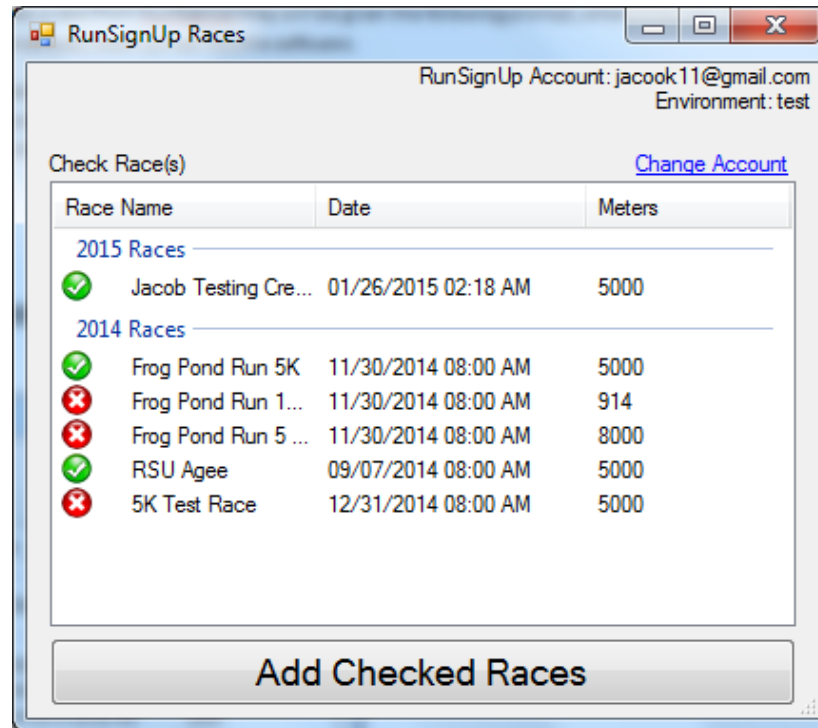 RunSignUp Races
RunSignUp Account: jacook11@gmail.com
Environment: test
Check Race(s) Change Account
Race Name Date Meters
2015 Races
Jacob Testing Cre... 01/26/2015 02:18 AM 5000
2014 Races
Frog Pond Run 5K 11/30/2014 08:00 AM 5000
Frog Pond Run 1... 11/30/2014 08:00 AM 914
Frog Pond Run 5 ... 11/30/2014 08:00 AM 8000
RSU Agee 09/07/2014 08:00 AM 5000
5K Test Race 12/31/2014 08:00 AM 5000
Add Checked Races